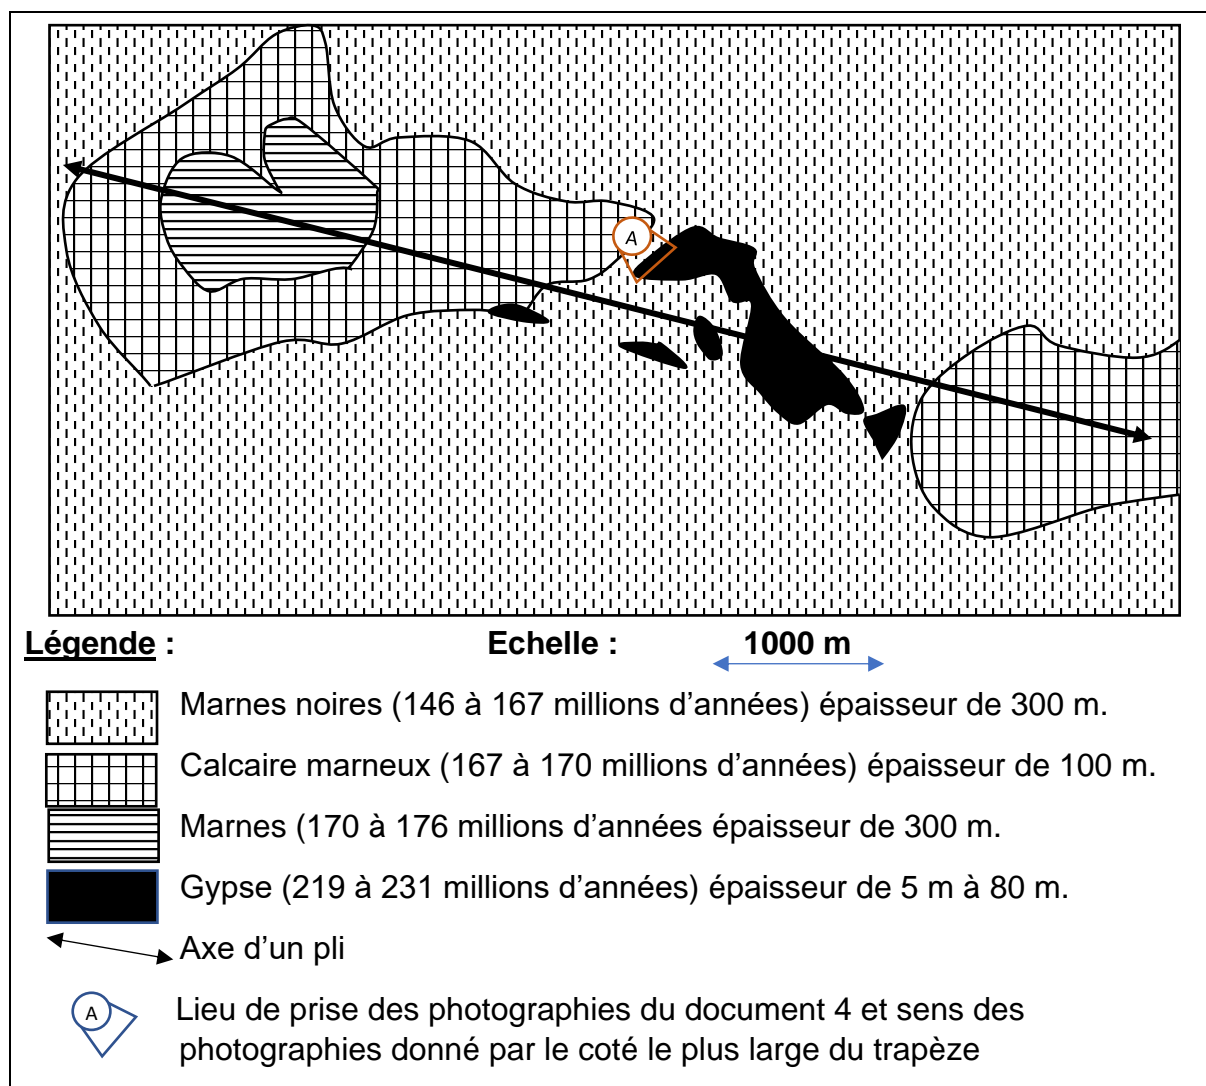 A
Légende : Echelle : 1000 m
Marnes noires (146 à 167 millions d’années) épaisseur de 300 m.
Calcaire marneux (167 à 170 millions d’années) épaisseur de 100 m.
Marnes (170 à 176 millions d’années épaisseur de 300 m.
Gypse (219 à 231 millions d’années) épaisseur de 5 m à 80 m.
Axe d’un pli
A
Lieu de prise des photographies du document 4 et sens des
photographies donné par le coté le plus large du trapèze